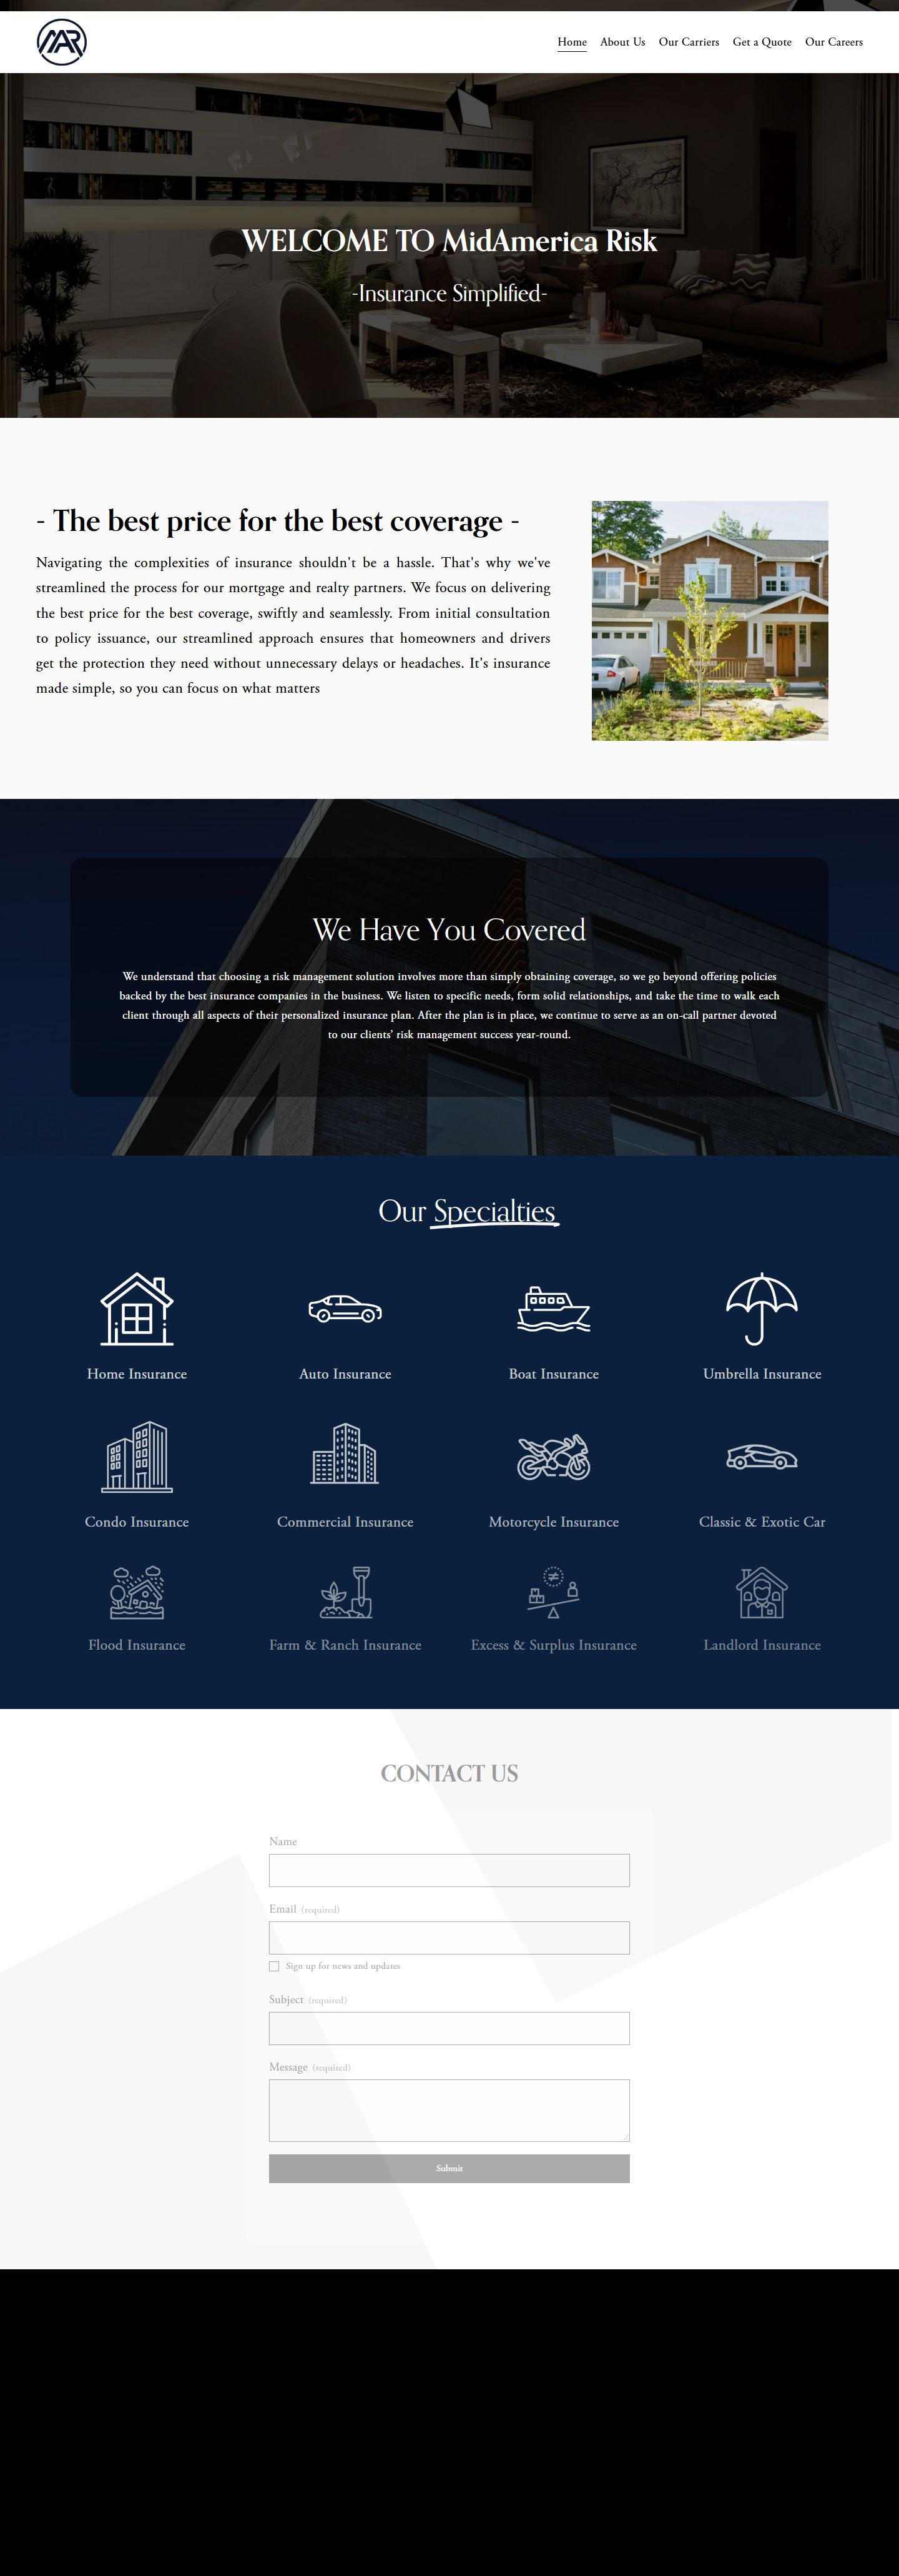 MAR
Home About Us Our Carriers Get a Quote Our Careers
WELCOME TO MidAmerica Risk
-Insurance Simplified-
- The best price for the best coverage -
Navigating the complexities of insurance shouldn't be a hassle. That's why we've
streamlined the process for our mortgage and realty partners. We focus on delivering
the best price for the best coverage, swiftly and seamlessly. From initial consultation
to policy issuance, our streamlined approach ensures that homeowners and drivers
get the protection they need without unnecessary delays or headaches. It's insurance
made simple, so you can focus on what matters
We Have You Covered
We understand that choosing a risk management solution involves more than simply obtaining coverage, so we go beyond offering policies
backed by the best insurance companies in the business. We listen to specific needs, form solid relationships, and take the time to walk each
client through all aspects of their personalized insurance plan. After the plan is in place, we continue to serve as an on-call partner devoted
to our clients’ risk management success year-round.
Our Specialties
Home Insurance
Auto Insurance
Boat Insurance
Umbrella Insurance
Condo Insurance
Commercial Insurance
Motorcycle Insurance
Classic & Exotic Car
Flood Insurance
Farm & Ranch Insurance
Excess & Surplus Insurance
Landlord Insurance
CONTACT US
Name
Email (required)
Sign up for news and updates
Subject (required)
Message (required)
Submit